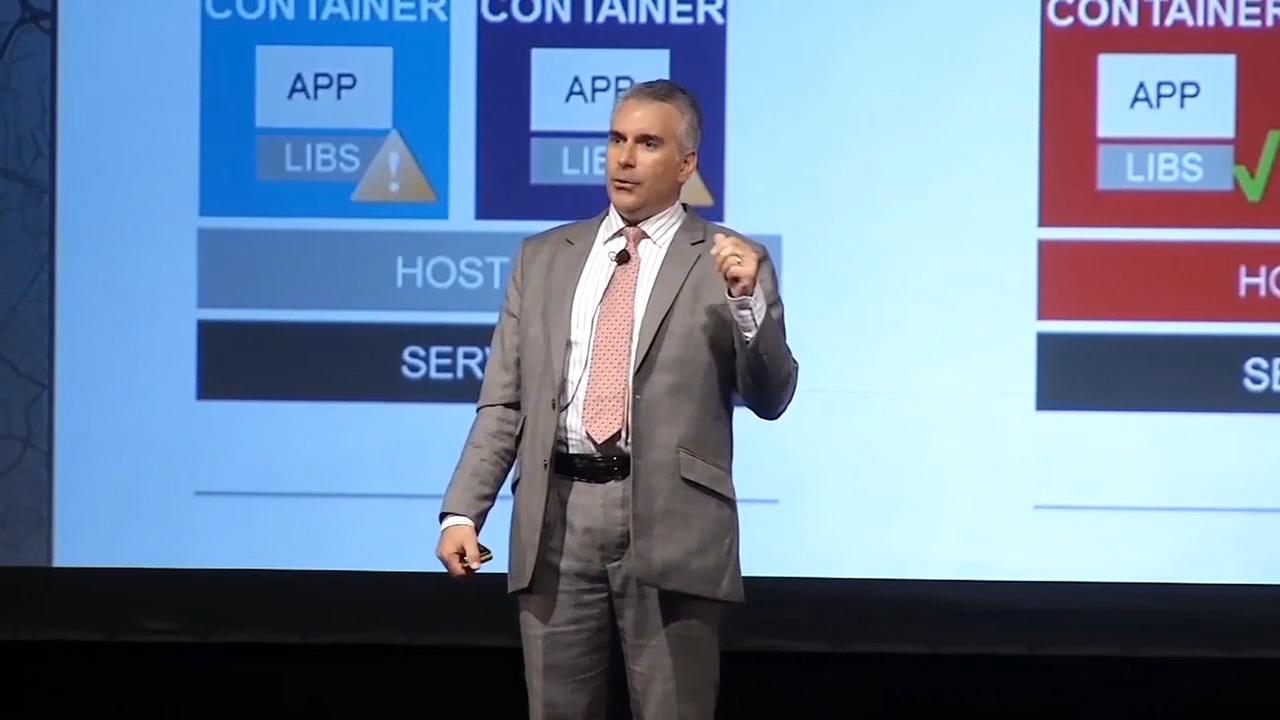 CONTAINER CONTAINER
APP
LIBS
!
APP
HOST
CONTAINER
APP
LIBS